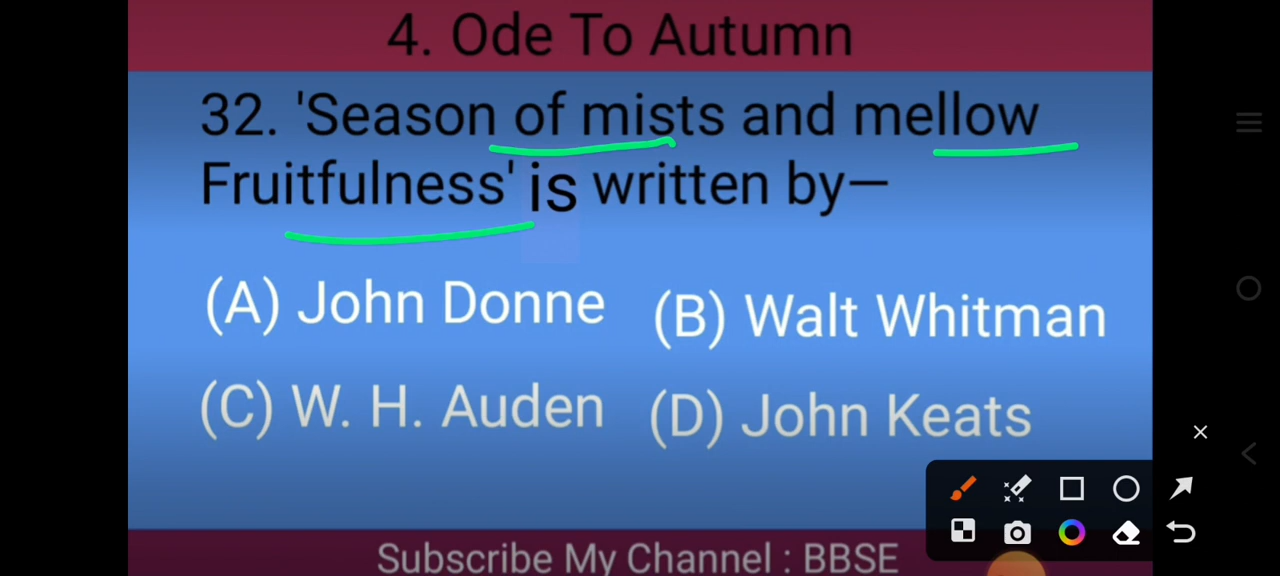 4. Ode To Autumn
32. 'Season of mists and mellow
Fruitfulness' is written by—
(A) John Donne (B) Walt Whitman
(C) W. H. Auden (D) John Keats
Subscribe My Channel : BBSE